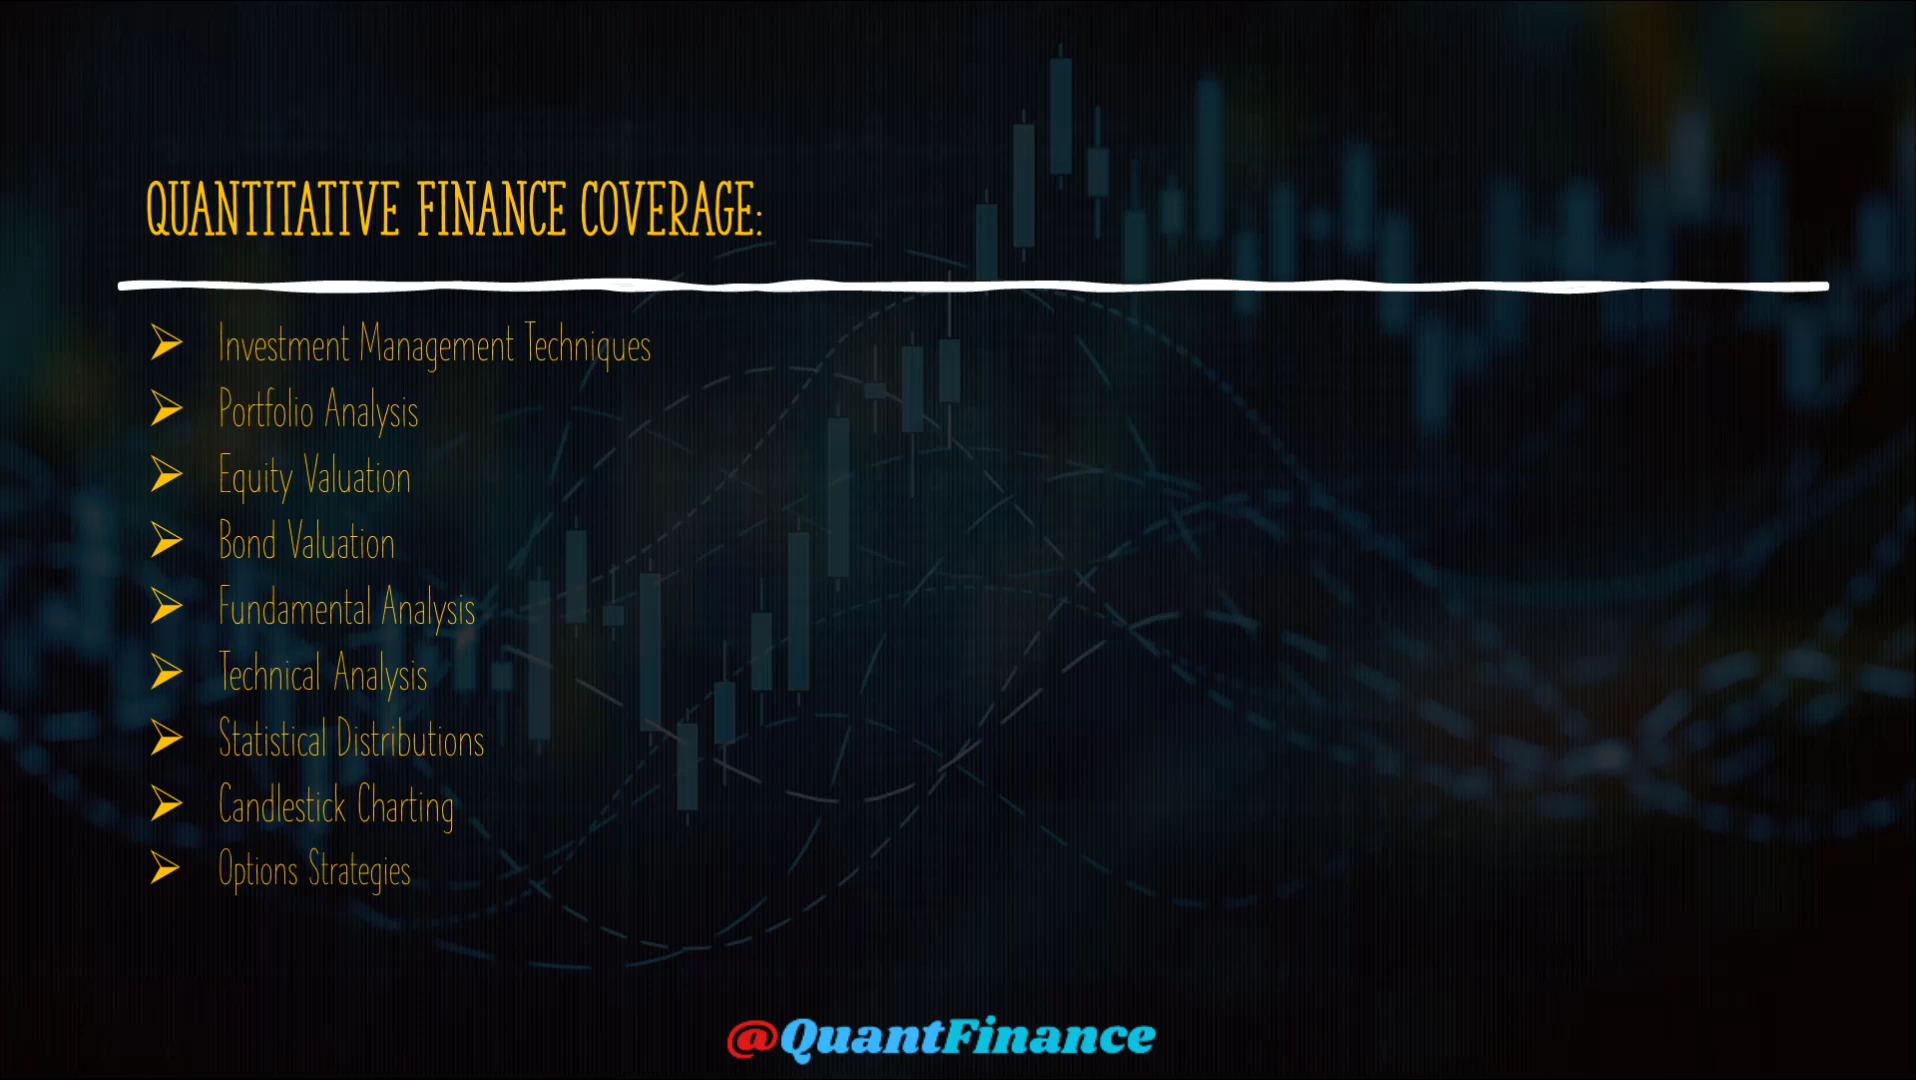 QUANTITATIVE FINANCE COVERAGE:
Investment Management Techniques
Portfolio Analysis
Equity Valuation
Bond Valuation
Fundamental Analysis
Technical Analysis
Statistical Distributions
Candlestick Charting
Options Strategies
@QuantFinance